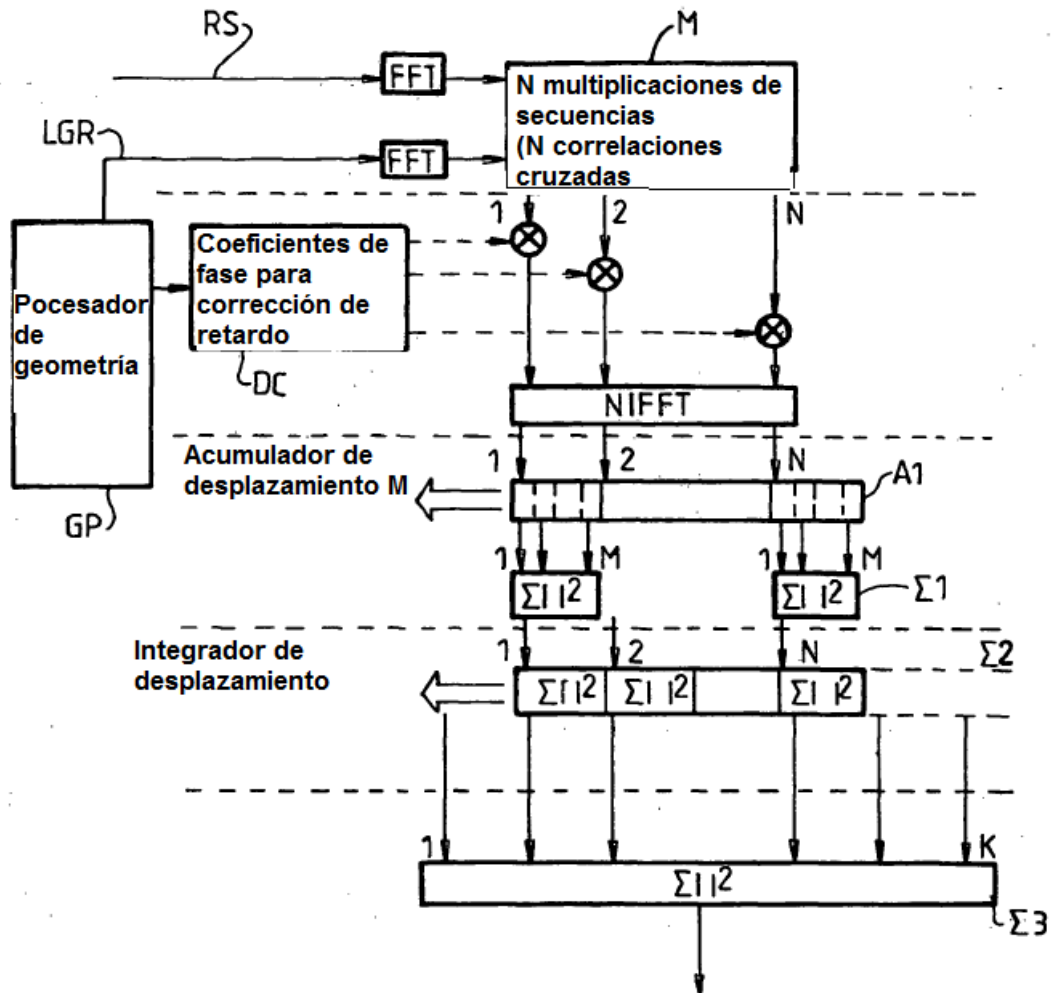 RS
M
FFT
N multiplicaciones de
secuencias
(N correlaciones
cruzadas
LGR
FFT
1
2
N
Coeficientes de
fase para
corrección de
retardo
Pocesador
de
geometría
DC
NIFFT
Acumulador de
desplazamiento M
1
2
N
A1
GP
1
M
1
M
Σ| |²
Σ| |²
Σ1
Integrador de
desplazamiento
1
2
N
Σ2
Σ| |²
Σ| |²
Σ| |²
1
K
Σ| |²
Σ3